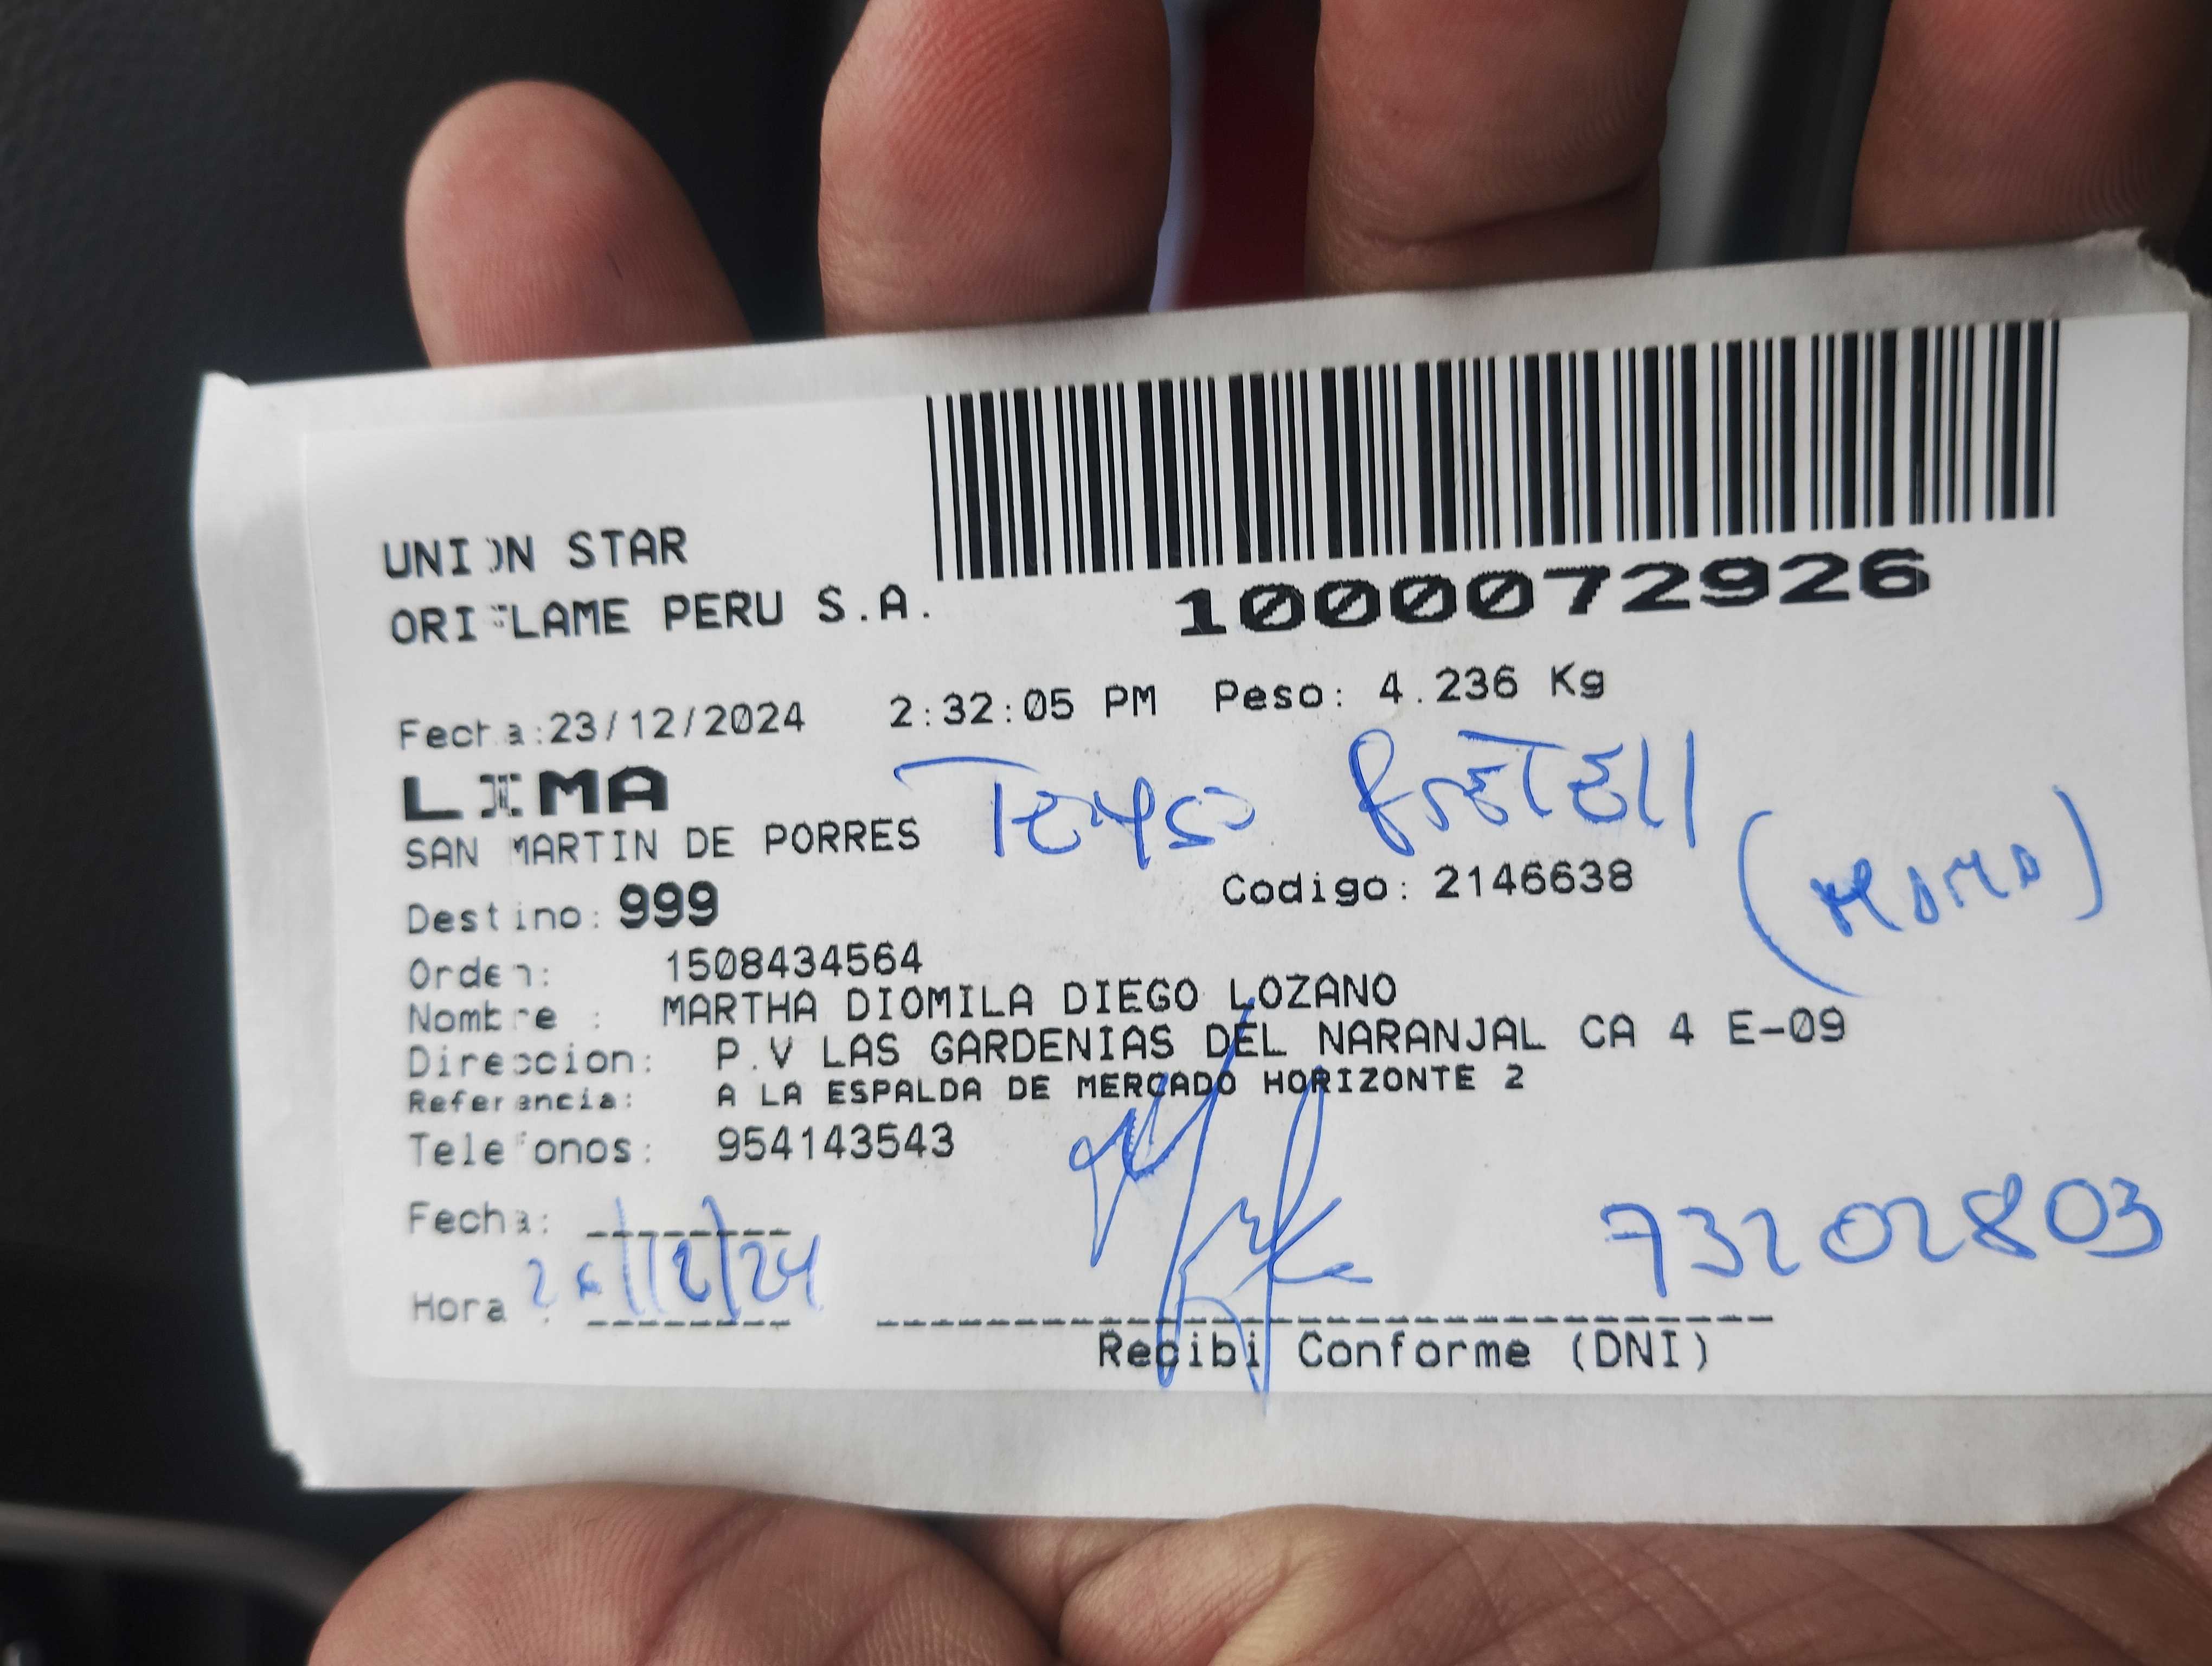 UNION STAR
ORIFLAME PERU S.A.
1000072926
Fecha:23/12/2024 2:32:05 PM Peso: 4.236 Kg
LIMA
SAN MARTIN DE PORRES
Destino: 999 Codigo: 2146638
Orden: 1508434564
Nombre : MARTHA DIOMILA DIEGO LOZANO
Direccion: P.V LAS GARDENIAS DEL NARANJAL CA 4 E-09
Referencia: A LA ESPALDA DE MERCADO HORIZONTE 2
Telefonos: 954143543
Fecha:
73202803
Hora : /12/24
Recibi Conforme (DNI)